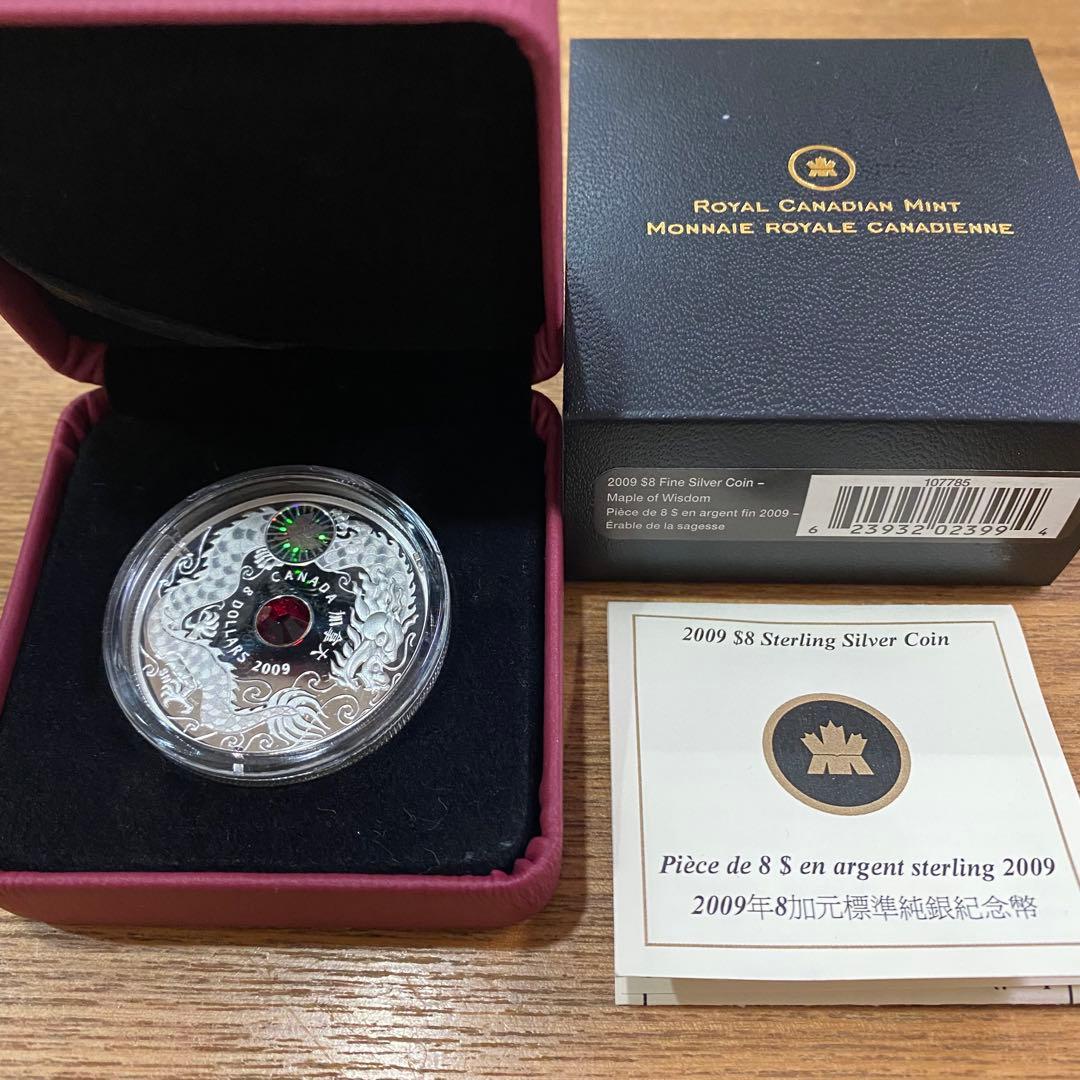 ROYAL CANADIAN MINT
MONNAIE ROYALE CANADIENNE
2009 $8 Fine Silver Coin –
Maple of Wisdom
Pièce de 8 $ en argent fin 2009 –
Érable de la sagesse
107785
6 23932 02399 4
CANADA 加拿大
8 DOLLARS 2009
2009 $8 Sterling Silver Coin
Pièce de 8 $ en argent sterling 2009
2009年8加元標準純銀紀念幣